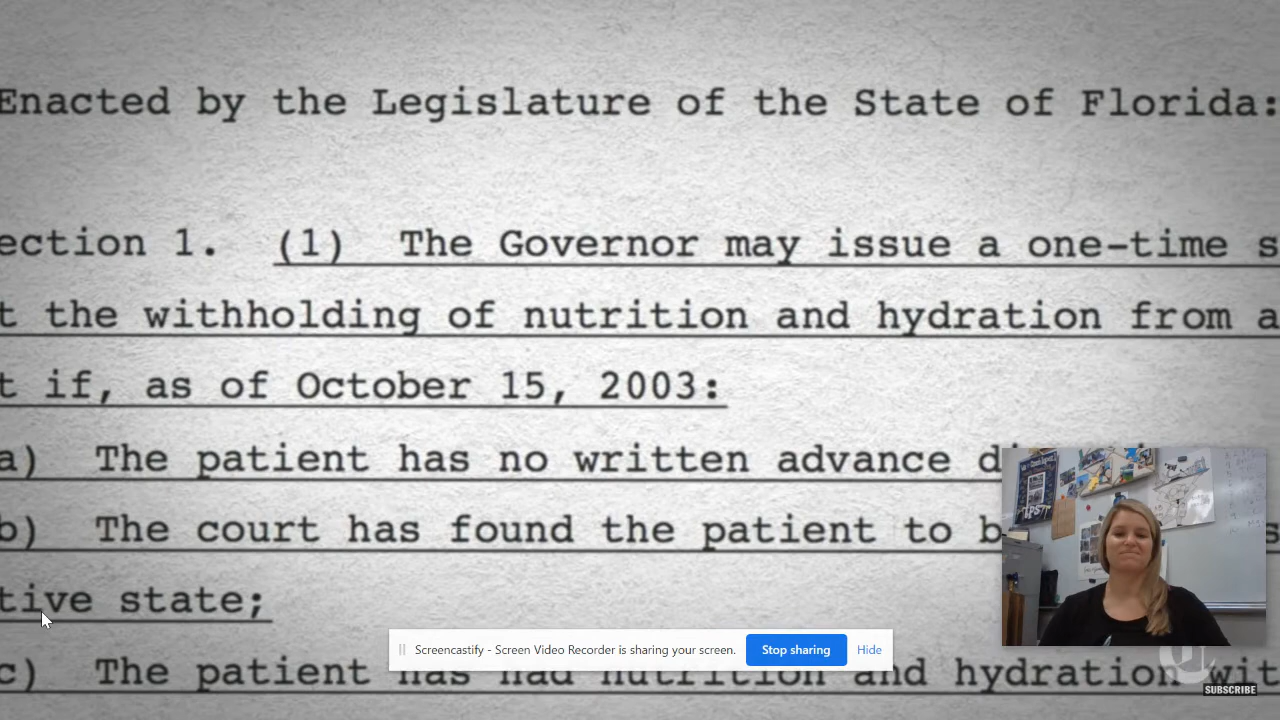 Enacted by the Legislature of the State of Florida:
ection 1. (1) The Governor may issue a one-time s
t the withholding of nutrition and hydration from a
t if, as of October 15, 2003:
a) The patient has no written advance di
b) The court has found the patient to b
tive state;
Screencastify - Screen Video Recorder is sharing your screen.
Stop sharing
Hide
c) The patient has had nutrition and hydration wit
SUBSCRIBE